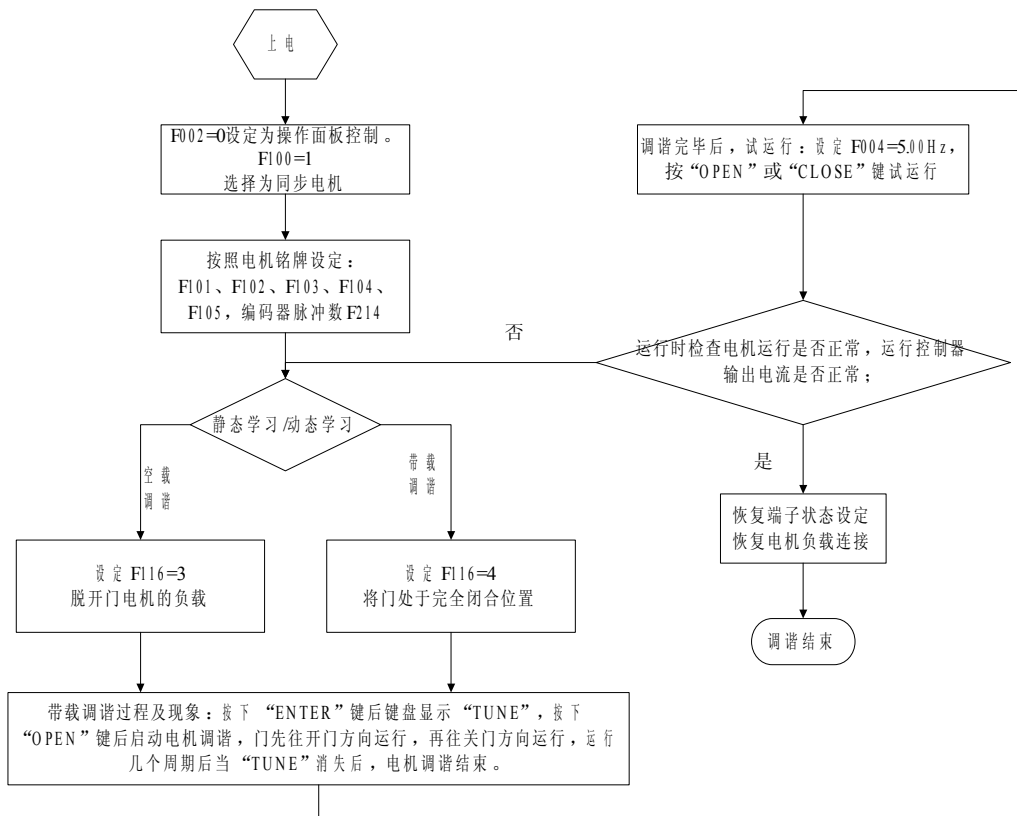 上电
F002=0设定为操作面板控制。
F100=1
选择为同步电机
按照电机铭牌设定：
F101、F102、F103、F104、
F105，编码器脉冲数F214
静态学习/动态学习
空载
调谐
带载
调谐
设定 F116=3
脱开门电机的负载
设定 F116=4
将门处于完全闭合位置
带载调谐过程及现象：按下 “ENTER”键后键盘显示 “TUNE”，按下
“OPEN”键后启动电机调谐，门先往开门方向运行，再往关门方向运行，运行
几个周期后当 “TUNE”消失后，电机调谐结束。
调谐完毕后，试运行：设定 F004=5.00Hz，
按“OPEN”或“CLOSE”键试运行
否
运行时检查电机运行是否正常，运行控制器
输出电流是否正常；
是
恢复端子状态设定
恢复电机负载连接
调谐结束